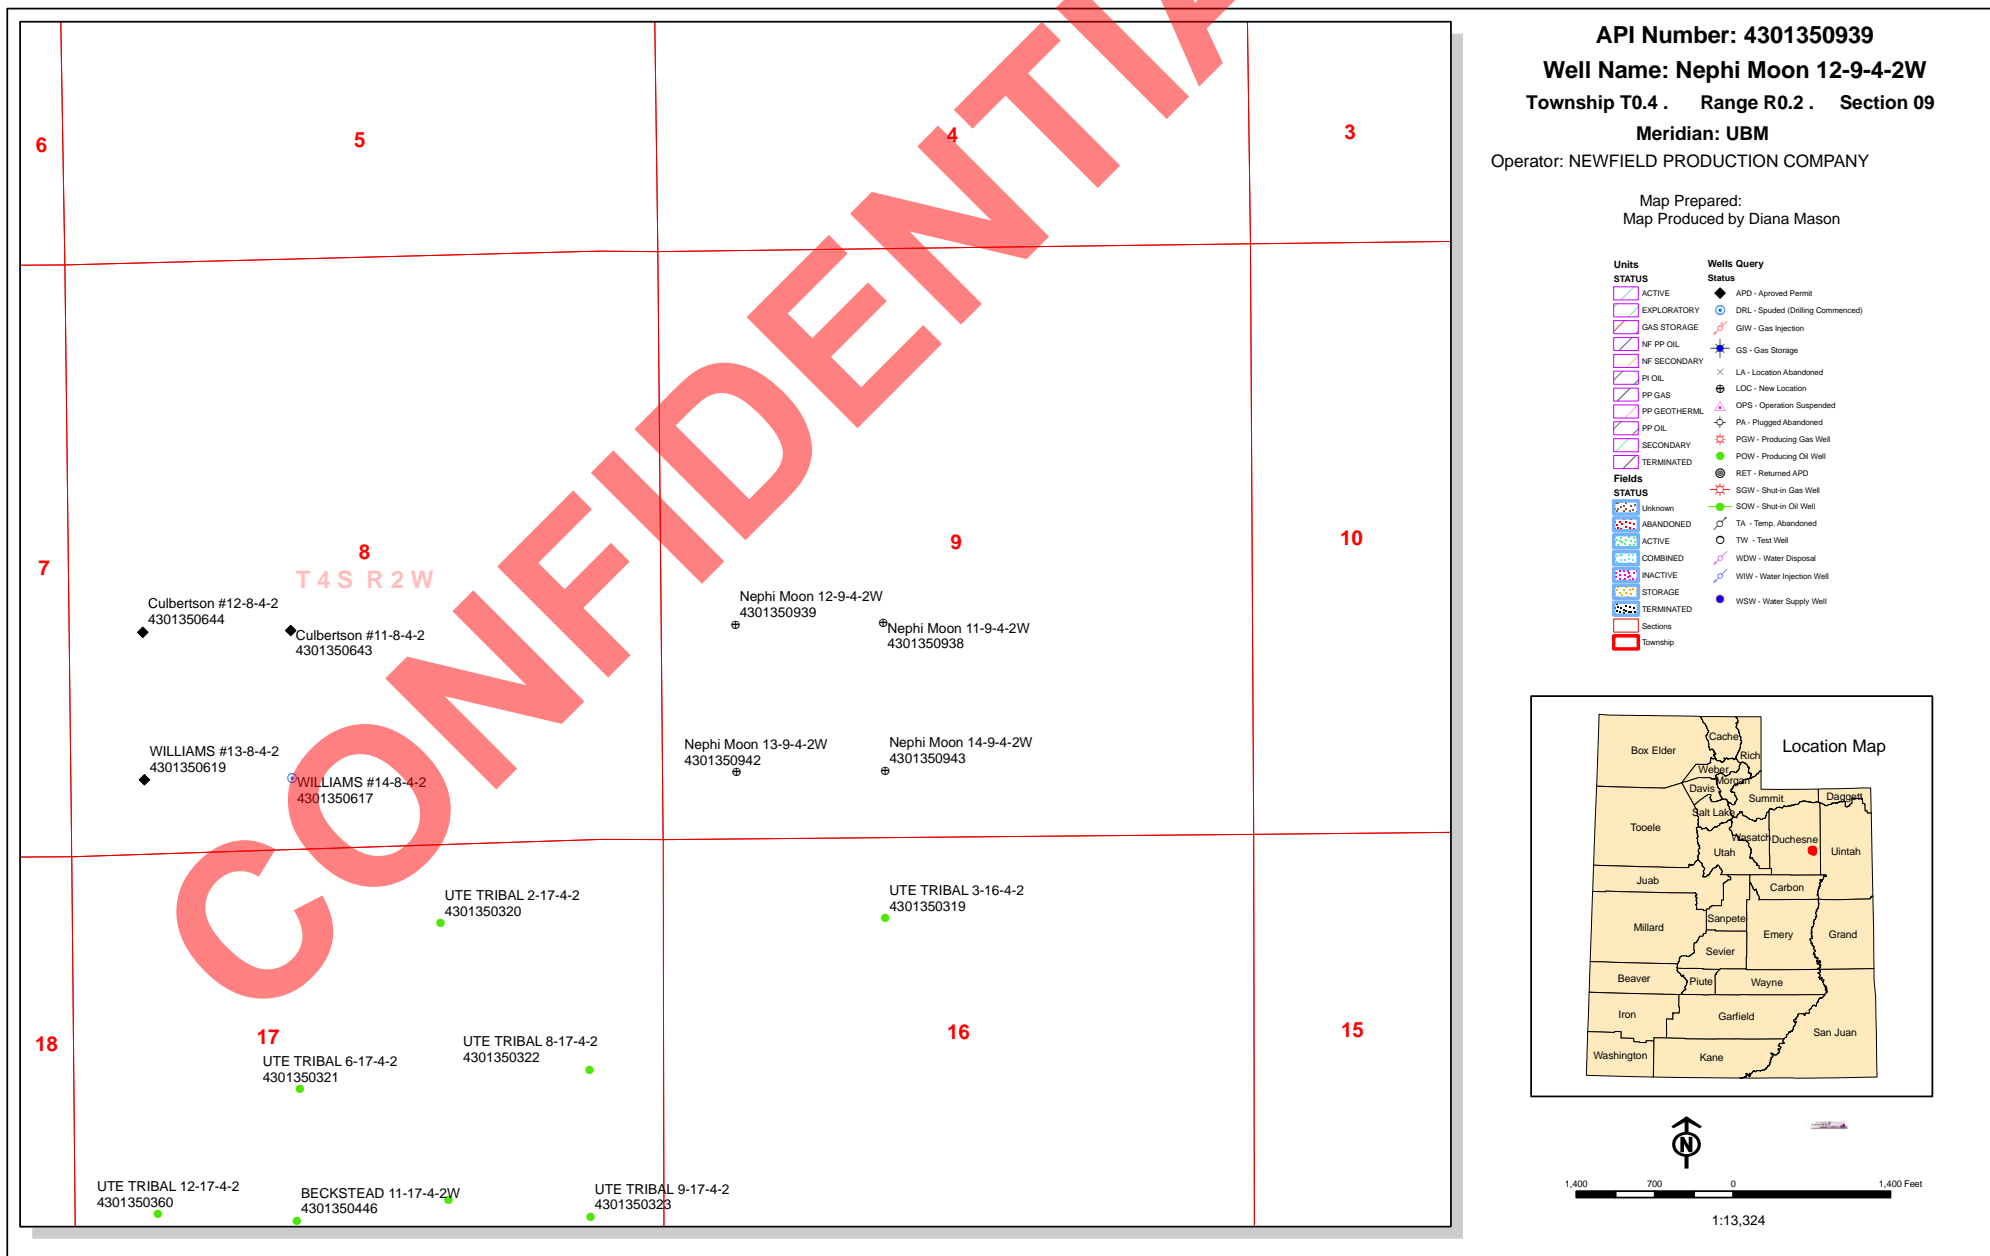 API Number: 4301350939
Well Name: Nephi Moon 12-9-4-2W
Township T0.4 . Range R0.2 . Section 09
Meridian: UBM
Operator: NEWFIELD PRODUCTION COMPANY
Map Prepared:
Map Produced by Diana Mason
Units
STATUS
ACTIVE
EXPLORATORY
GAS STORAGE
NF PP OIL
NF SECONDARY
PI OIL
PP GAS
PP GEOTHERML
PP OIL
SECONDARY
TERMINATED
Fields
STATUS
Unknown
ABANDONED
ACTIVE
COMBINED
INACTIVE
STORAGE
TERMINATED
Sections
Township
Wells Query
Status
APD - Aproved Permit
DRL - Spuded (Drilling Commenced)
GIW - Gas Injection
GS - Gas Storage
LA - Location Abandoned
LOC - New Location
OPS - Operation Suspended
PA - Plugged Abandoned
PGW - Producing Gas Well
POW - Producing Oil Well
RET - Returned APD
SGW - Shut-in Gas Well
SOW - Shut-in Oil Well
TA - Temp. Abandoned
TW - Test Well
WDW - Water Disposal
WIW - Water Injection Well
WSW - Water Supply Well
6
5
4
3
7
8
T4S R2W
9
10
Culbertson #12-8-4-2
4301350644
Culbertson #11-8-4-2
4301350643
Nephi Moon 12-9-4-2W
4301350939
Nephi Moon 11-9-4-2W
4301350938
WILLIAMS #13-8-4-2
4301350619
WILLIAMS #14-8-4-2
4301350617
Nephi Moon 13-9-4-2W
4301350942
Nephi Moon 14-9-4-2W
4301350943
UTE TRIBAL 2-17-4-2
4301350320
UTE TRIBAL 3-16-4-2
4301350319
18
17
16
15
UTE TRIBAL 6-17-4-2
4301350321
UTE TRIBAL 8-17-4-2
4301350322
UTE TRIBAL 12-17-4-2
4301350360
BECKSTEAD 11-17-4-2W
4301350446
UTE TRIBAL 9-17-4-2
4301350323
CONFIDENTIA
Location Map
Box Elder
Cache
Rich
Weber
Morgan
Davis
Summit
Daggett
Salt Lake
Tooele
Wasatch
Duchesne
Utah
Uintah
Juab
Carbon
Sanpete
Millard
Emery
Grand
Sevier
Beaver
Piute
Wayne
Iron
Garfield
San Juan
Washington
Kane
N
1,400 700 0 1,400 Feet
1:13,324